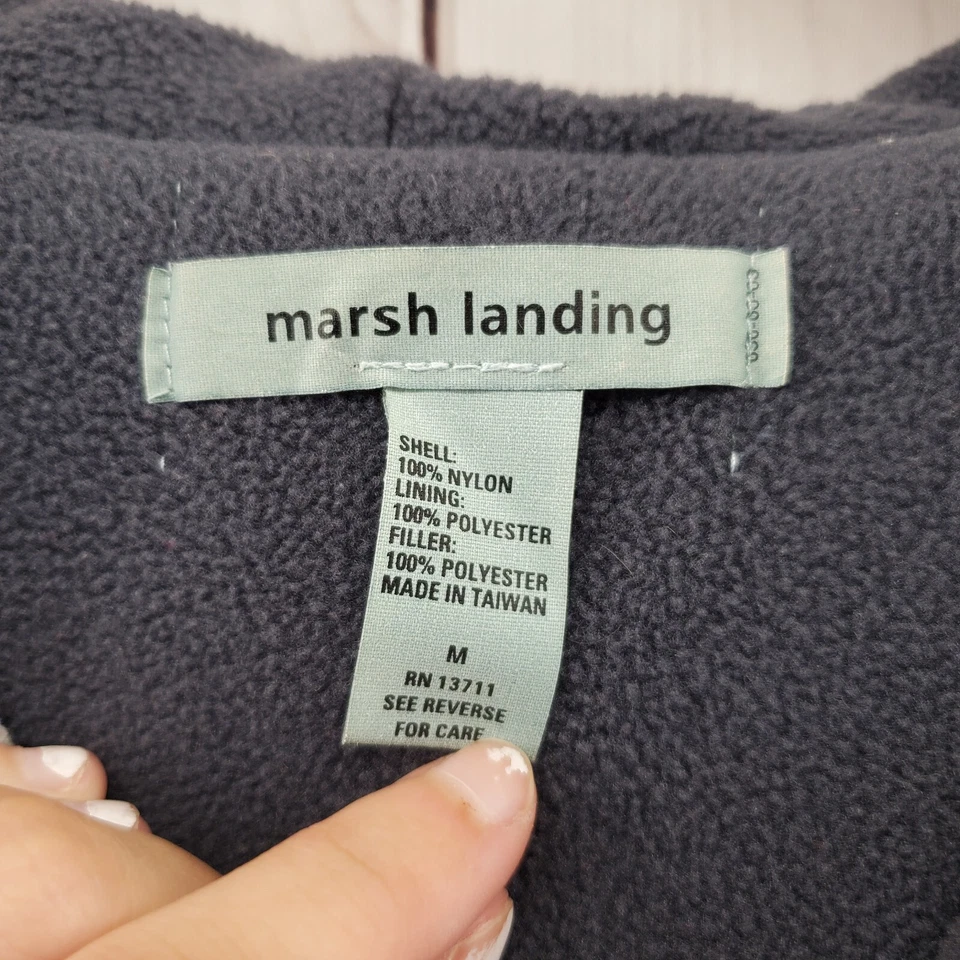 marsh landing
SHELL:
100% NYLON
LINING:
100% POLYESTER
FILLER:
100% POLYESTER
MADE IN TAIWAN
M
RN 13711
SEE REVERSE
FOR CARE